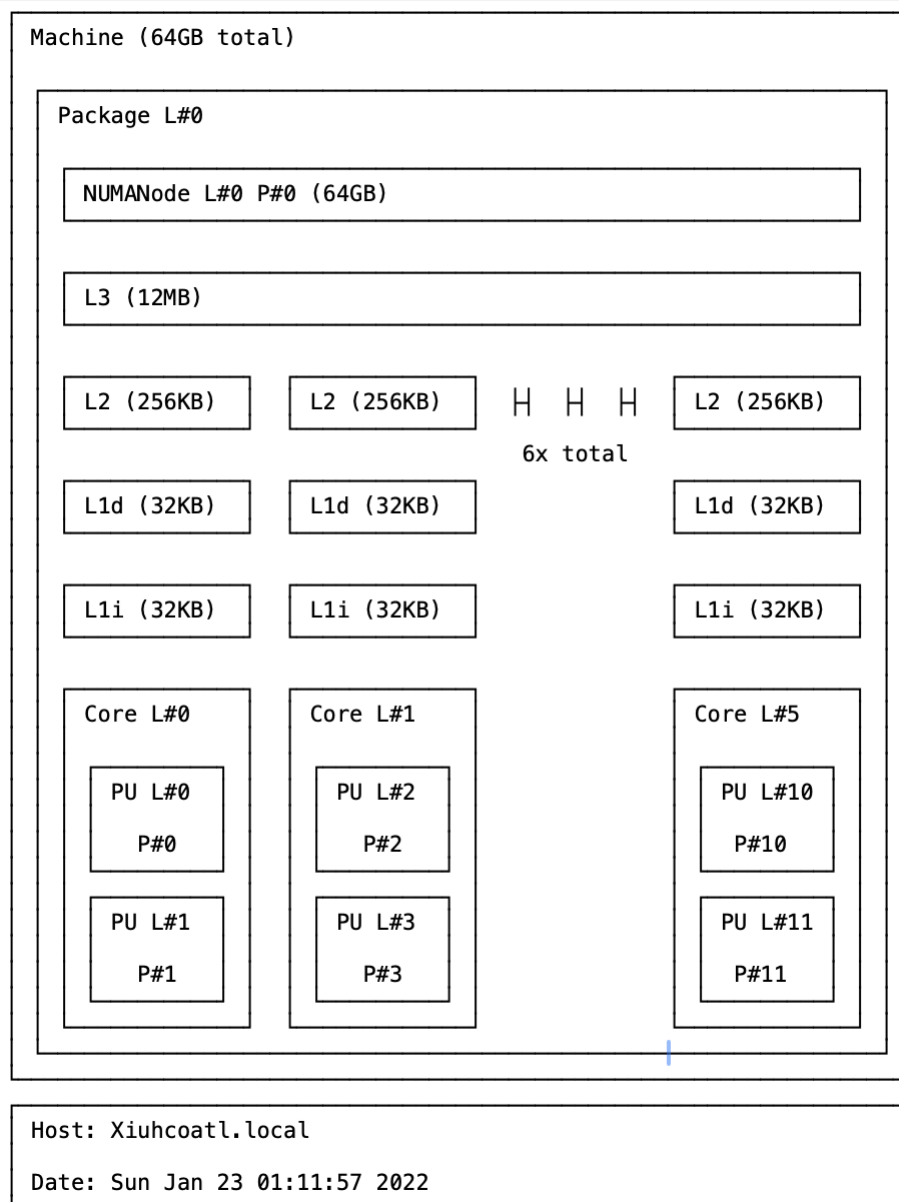 Machine (64GB total)
Package L#0
NUMANode L#0 P#0 (64GB)
L3 (12MB)
L2 (256KB) L2 (256KB) ├┤ ├┤ ├┤ L2 (256KB)
6x total
L1d (32KB) L1d (32KB) L1d (32KB)
L1i (32KB) L1i (32KB) L1i (32KB)
Core L#0 Core L#1 Core L#5
PU L#0 PU L#2 PU L#10
P#0 P#2 P#10
PU L#1 PU L#3 PU L#11
P#1 P#3 P#11
Host: Xiuhcoatl.local
Date: Sun Jan 23 01:11:57 2022